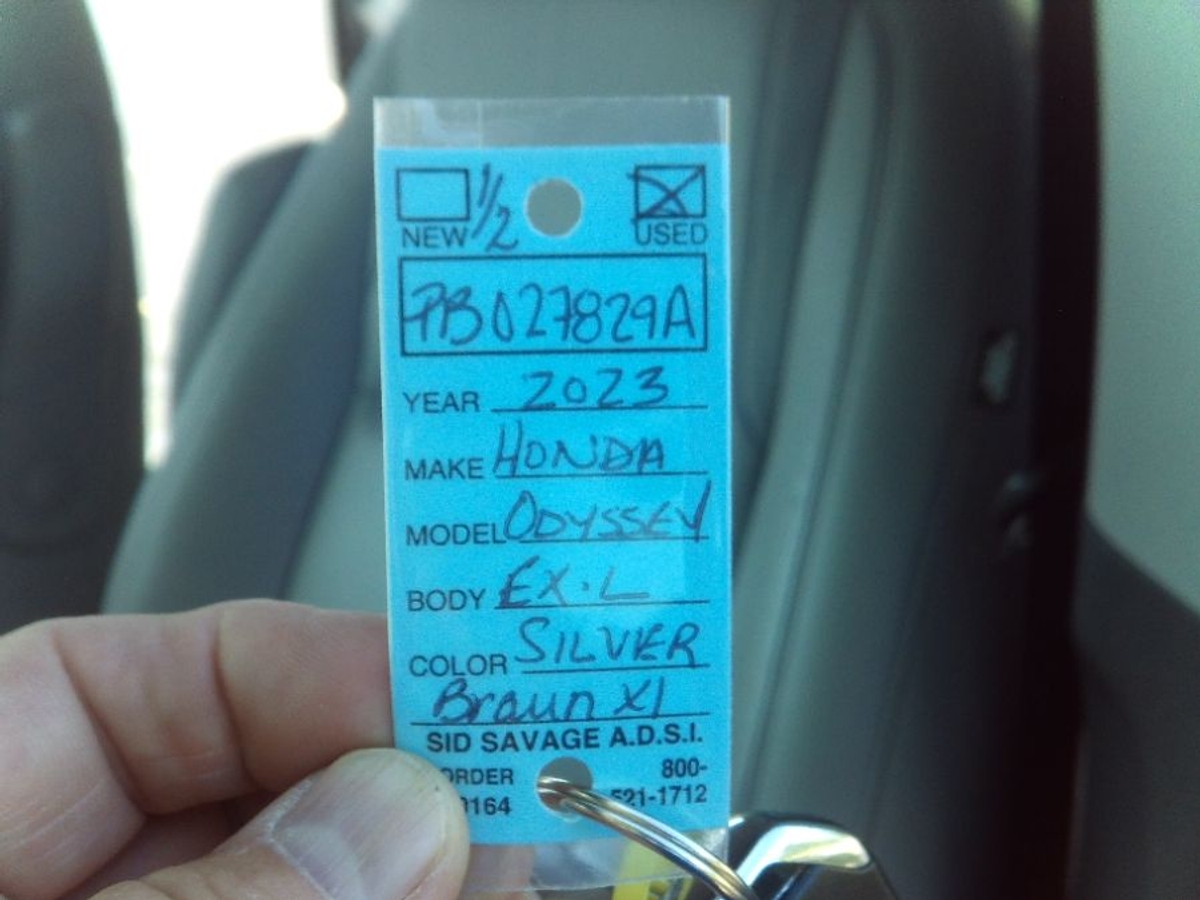 1/2
NEW USED
PB027829A
YEAR 2023
MAKE HONDA
MODEL ODYSSEY
BODY EX-L
COLOR SILVER
Braun XI
SID SAVAGE A.D.S.I.
ORDER 800-
0164 521-1712